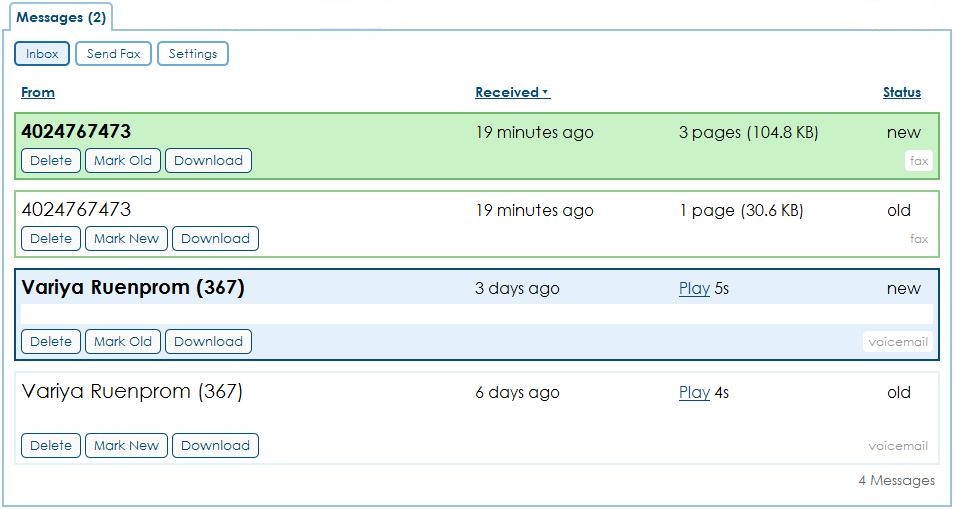 Messages (2)
Inbox Send Fax Settings
From Received ▼ Status
4024767473 19 minutes ago 3 pages (104.8 KB) new
Delete Mark Old Download fax
4024767473 19 minutes ago 1 page (30.6 KB) old
Delete Mark New Download fax
Variya Ruenprom (367) 3 days ago Play 5s new
Delete Mark Old Download voicemail
Variya Ruenprom (367) 6 days ago Play 4s old
Delete Mark New Download voicemail
4 Messages